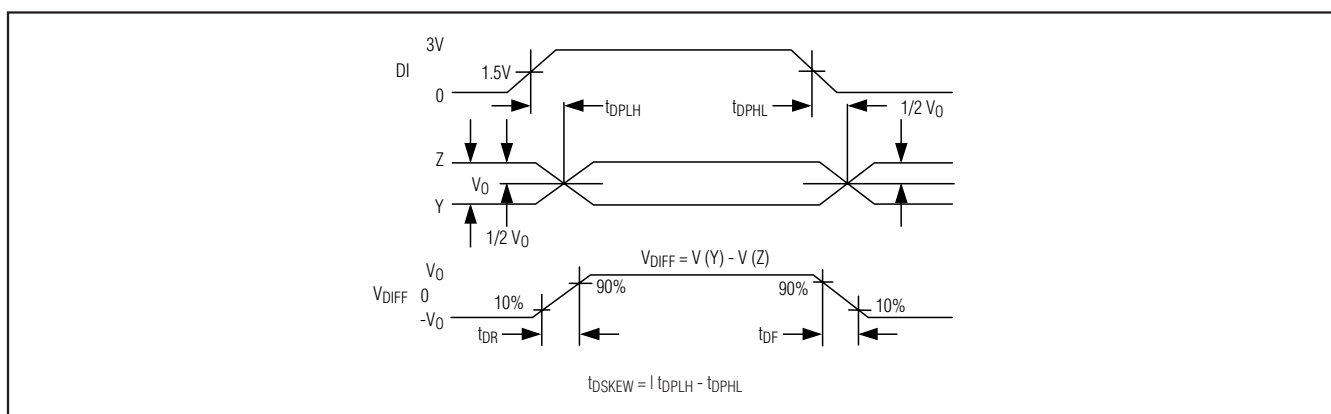 3V
DI
1.5V
0
tDPLH
tDPHL
1/2 VO
Z
VO
Y
1/2 VO
VDIFF = V (Y) - V (Z)
VO
VDIFF 0
-VO
10%
90%
90%
10%
tDR
tDF
tDSKEW = | tDPLH - tDPHL